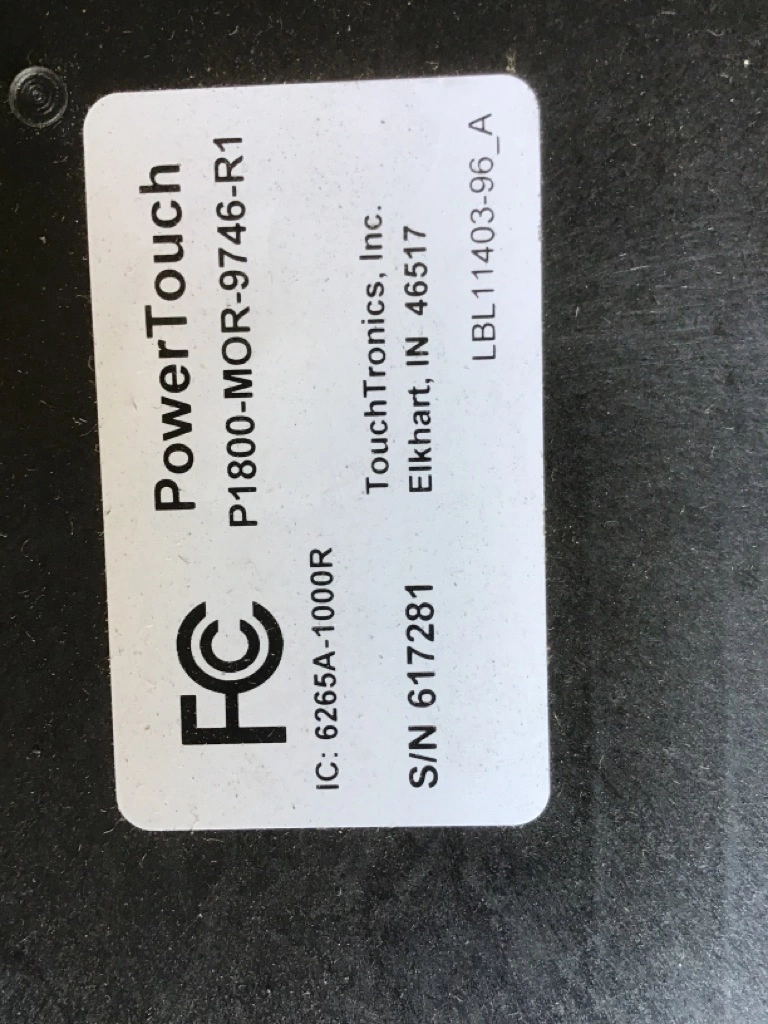 PowerTouch
P1800-MOR-9746-R1
FC
IC: 6265A-1000R
TouchTronics, Inc.
S/N 617281
Elkhart, IN 46517
LBL11403-96_A